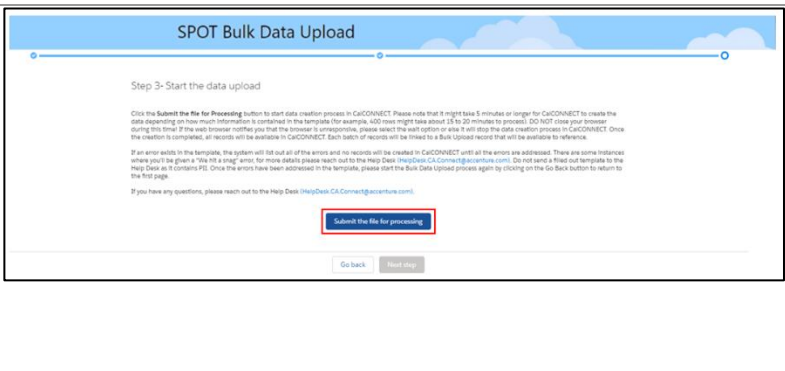 SPOT Bulk Data Upload
Step 3- Start the data upload
Click the Submit the file for Processing button to start data creation process in CalCONNECT. Please note that it might take 5 minutes or longer for CalCONNECT to create the
data depending on how much information is contained in the template (for example, 400 rows might take about 15 to 20 minutes to process). DO NOT close your browser
during this time! If the web browser notifies you that the browser is unresponsive, please select the wait option or else it will stop the data creation process in CalCONNECT. Once
the creation is completed, all records will be available in CalCONNECT. Each batch of records will be linked to a Bulk Upload record that will be available to reference.
If an error exists in the template, the system will list out all of the errors and no records will be created in CalCONNECT until all the errors are addressed. There are some instances
where you'll be given a "We hit a snag" error, for more details please reach out to the Help Desk (HelpDesk.CA.Connect@accenture.com). Do not send a filled out template to the
Help Desk as it contains PII. Once the errors have been addressed in the template, please start the Bulk Data Upload process again by clicking on the Go Back button to return to
the first page.
If you have any questions, please reach out to the Help Desk (HelpDesk.CA.Connect@accenture.com).
Submit the file for processing
Go back Next step